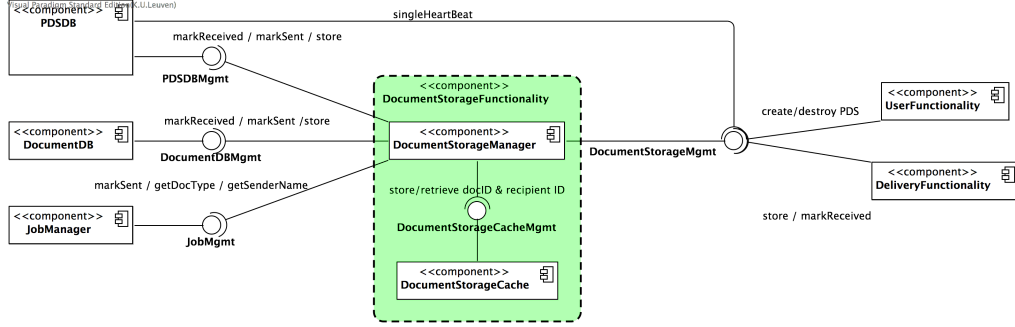 Visual Paradigm Standard Edition(K.U.Leuven)
<<component>>
PDSDB
singleHeartBeat
markReceived / markSent / store
PDSDBMgmt
<<component>>
DocumentStorageFunctionality
<<component>>
UserFunctionality
create/destroy PDS
<<component>>
DocumentDB
markReceived / markSent /store
DocumentDBMgmt
<<component>>
DocumentStorageManager
DocumentStorageMgmt
<<component>>
DeliveryFunctionality
store / markReceived
markSent / getDocType / getSenderName
store/retrieve docID & recipient ID
<<component>>
JobManager
JobMgmt
DocumentStorageCacheMgmt
<<component>>
DocumentStorageCache